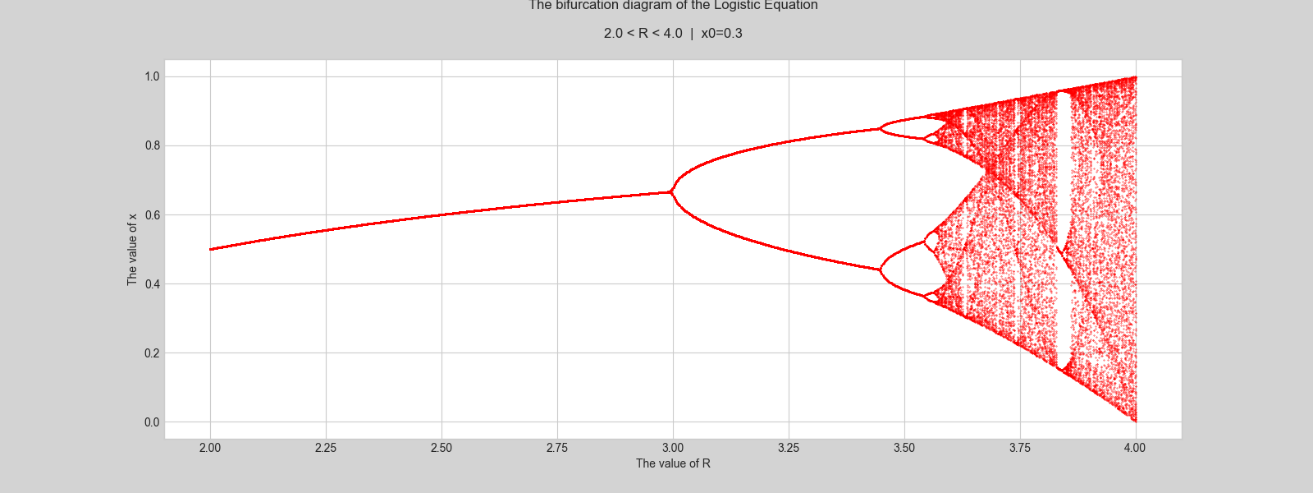 The bifurcation diagram of the Logistic Equation
2.0 < R < 4.0 | x0=0.3
1.0
0.8
0.6
0.4
0.2
0.0
The value of x
2.00 2.25 2.50 2.75 3.00 3.25 3.50 3.75 4.00
The value of R